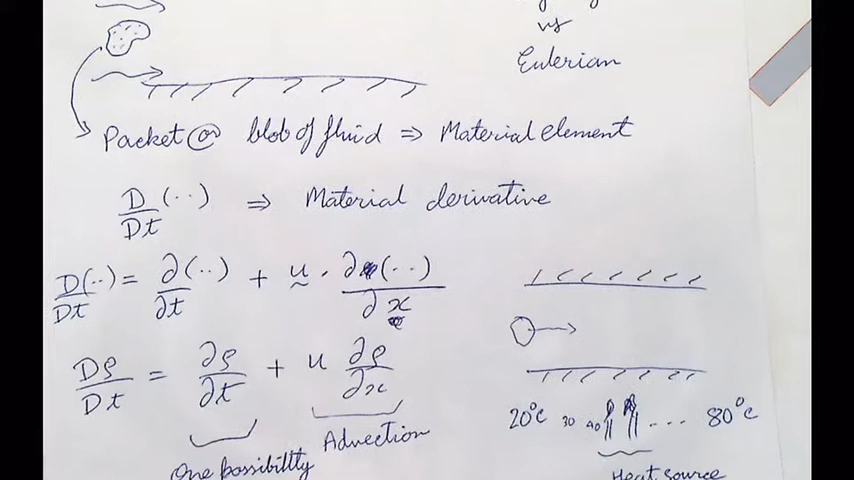 vs
Eulerian
Packet or blob of fluid ⇒ Material element
D/Dt (··) ⇒ Material derivative
D(··)/Dt = ∂(··)/∂t + u · ∂(··)/∂x
Dρ/Dt = ∂ρ/∂t + u ∂ρ/∂x
One possibility
Advection
20°C 30 40 .... 80°C
Heat source